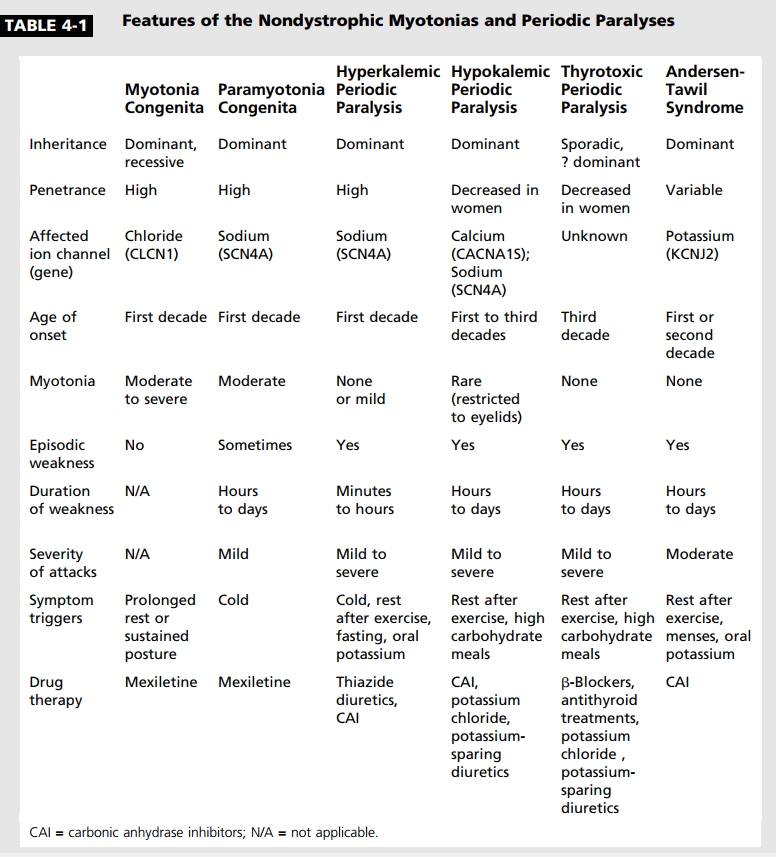 TABLE 4-1 Features of the Nondystrophic Myotonias and Periodic Paralyses
Hyperkalemic Hypokalemic Thyrotoxic Andersen-
Myotonia Paramyotonia Periodic Periodic Periodic Tawil
Congenita Congenita Paralysis Paralysis Paralysis Syndrome
Inheritance Dominant, Dominant Dominant Dominant Sporadic, Dominant
recessive ? dominant
Penetrance High High High Decreased in Decreased Variable
women in women
Affected Chloride Sodium Sodium Calcium Unknown Potassium
ion channel (CLCN1) (SCN4A) (SCN4A) (CACNA1S); (KCNJ2)
(gene) Sodium
(SCN4A)
Age of First decade First decade First decade First to third Third First or
onset decades decade second
decade
Myotonia Moderate Moderate None Rare None None
to severe or mild (restricted
to eyelids)
Episodic No Sometimes Yes Yes Yes Yes
weakness
Duration N/A Hours Minutes Hours Hours Hours
of weakness to days to hours to days to days to days
Severity N/A Mild Mild to Mild to Mild to Moderate
of attacks severe severe severe
Symptom Prolonged Cold Cold, rest Rest after Rest after Rest after
triggers rest or after exercise, exercise, high exercise, high exercise,
sustained fasting, oral carbohydrate carbohydrate menses, oral
posture potassium meals meals potassium
Drug Mexiletine Mexiletine Thiazide CAI, β-Blockers, CAI
therapy diuretics, potassium antithyroid
CAI chloride, treatments,
potassium- potassium
sparing chloride ,
diuretics potassium-
sparing
diuretics
CAI = carbonic anhydrase inhibitors; N/A = not applicable.